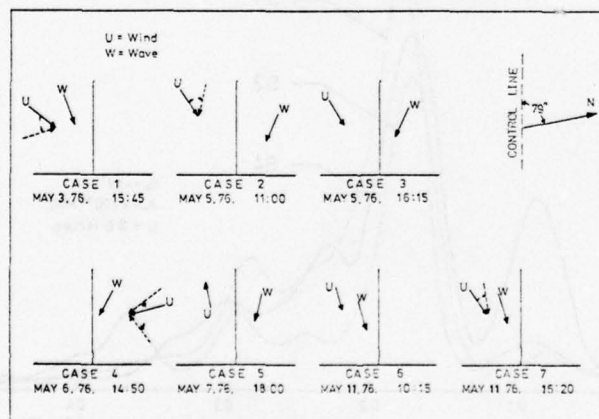 U = Wind
W = Wave
U W
U W
U W
CONTROL LINE
79°
N
CASE 1
MAY 3, 76. 15:45
CASE 2
MAY 5, 76. 11:00
CASE 3
MAY 5, 76. 16:15
W U
U W
U W
U W
CASE 4
MAY 6, 76. 14:50
CASE 5
MAY 7, 76. 18:00
CASE 6
MAY 11, 76.
CASE 7
MAY 11 76. 15:20